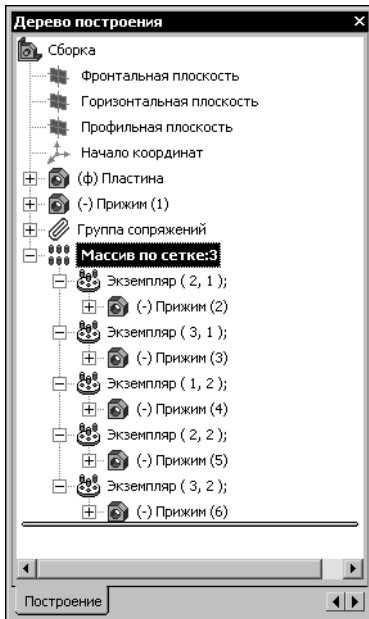 Дерево построения
Сборка
Фронтальная плоскость
Горизонтальная плоскость
Профильная плоскость
Начало координат
(ф) Пластина
(-) Прижим (1)
Группа сопряжений
Массив по сетке:3
Экземпляр ( 2, 1 );
(-) Прижим (2)
Экземпляр ( 3, 1 );
(-) Прижим (3)
Экземпляр ( 1, 2 );
(-) Прижим (4)
Экземпляр ( 2, 2 );
(-) Прижим (5)
Экземпляр ( 3, 2 );
(-) Прижим (6)
Построение